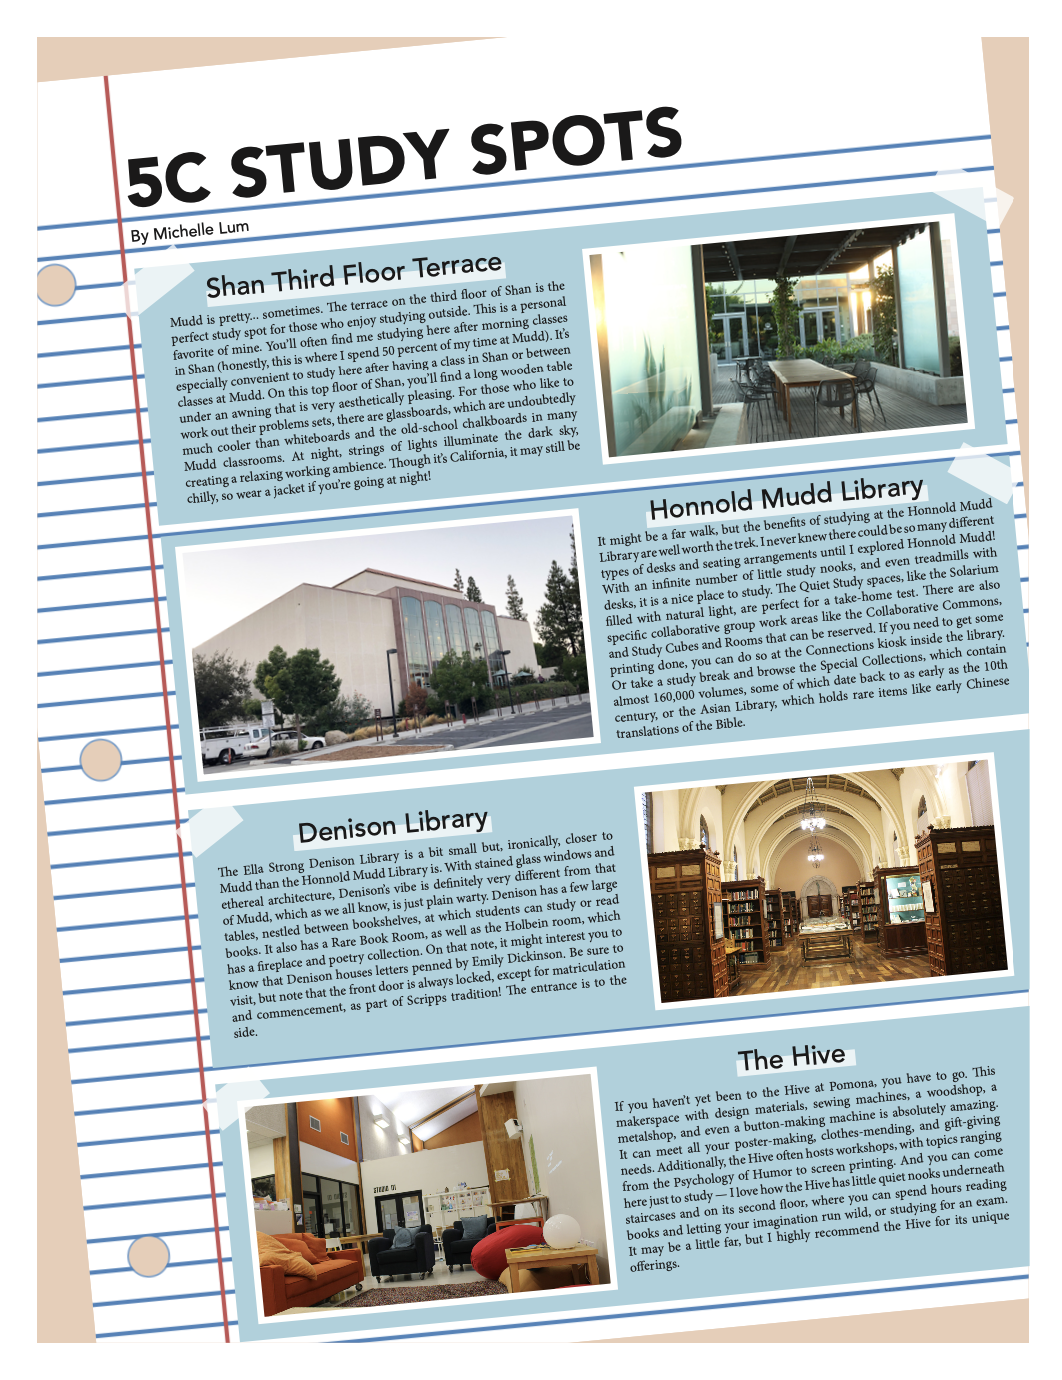 5C STUDY SPOTS
By Michelle Lum
Shan Third Floor Terrace
Mudd is pretty... sometimes. The terrace on the third floor of Shan is the
perfect study spot for those who enjoy studying outside. This is a personal
favorite of mine. You'll often find me studying here after morning classes
in Shan (honestly, this is where I spend 50 percent of my time at Mudd). It's
especially convenient to study here after having a class in Shan or between
classes at Mudd. On this top floor of Shan, you'll find a long wooden table
under an awning that is very aesthetically pleasing. For those who like to
work out their problems sets, there are glassboards, which are undoubtedly
much cooler than whiteboards and the old-school chalkboards in many
Mudd classrooms. At night, strings of lights illuminate the dark sky,
creating a relaxing working ambience. Though it's California, it may still be
chilly, so wear a jacket if you're going at night!
Honnold Mudd Library
It might be a far walk, but the benefits of studying at the Honnold Mudd
Library are well worth the trek. I never knew there could be so many different
types of desks and seating arrangements until I explored Honnold Mudd!
With an infinite number of little study nooks, and even treadmills with
desks, it is a nice place to study. The Quiet Study spaces, like the Solarium
filled with natural light, are perfect for a take-home test. There are also
specific collaborative group work areas like the Collaborative Commons,
and Study Cubes and Rooms that can be reserved. If you need to get some
printing done, you can do so at the Connections kiosk inside the library.
Or take a study break and browse the Special Collections, which contain
almost 160,000 volumes, some of which date back to as early as the 10th
century, or the Asian Library, which holds rare items like early Chinese
translations of the Bible.
Denison Library
The Ella Strong Denison Library is a bit small but, ironically, closer to
Mudd than the Honnold Mudd Library is. With stained glass windows and
ethereal architecture, Denison's vibe is definitely very different from that
of Mudd, which as we all know, is just plain warty. Denison has a few large
tables, nestled between bookshelves, at which students can study or read
books. It also has a Rare Book Room, as well as the Holbein room, which
has a fireplace and poetry collection. On that note, it might interest you to
know that Denison houses letters penned by Emily Dickinson. Be sure to
visit, but note that the front door is always locked, except for matriculation
and commencement, as part of Scripps tradition! The entrance is to the
side.
The Hive
If you haven't yet been to the Hive at Pomona, you have to go. This
makerspace with design materials, sewing machines, a woodshop, a
metalshop, and even a button-making machine is absolutely amazing.
It can meet all your poster-making, clothes-mending, and gift-giving
needs. Additionally, the Hive often hosts workshops, with topics ranging
from the Psychology of Humor to screen printing. And you can come
here just to study — I love how the Hive has little quiet nooks underneath
staircases and on its second floor, where you can spend hours reading
books and letting your imagination run wild, or studying for an exam.
It may be a little far, but I highly recommend the Hive for its unique
offerings.
STUDIO 01